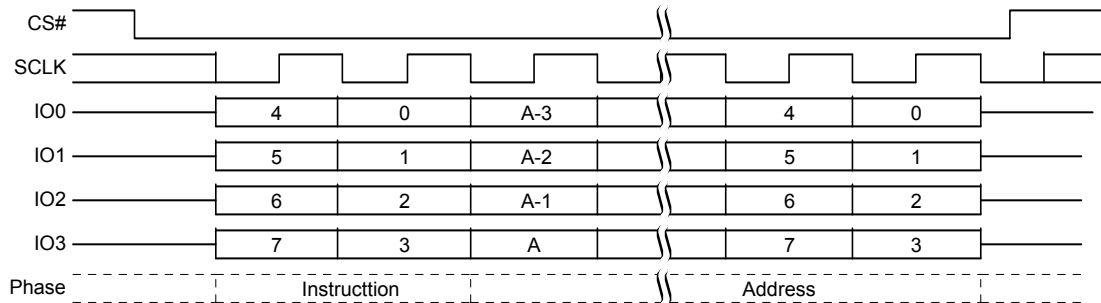 CS#
SCLK
IO0 4 0 A-3 4 0
IO1 5 1 A-2 5 1
IO2 6 2 A-1 6 2
IO3 7 3 A 7 3
Phase Instructtion Address